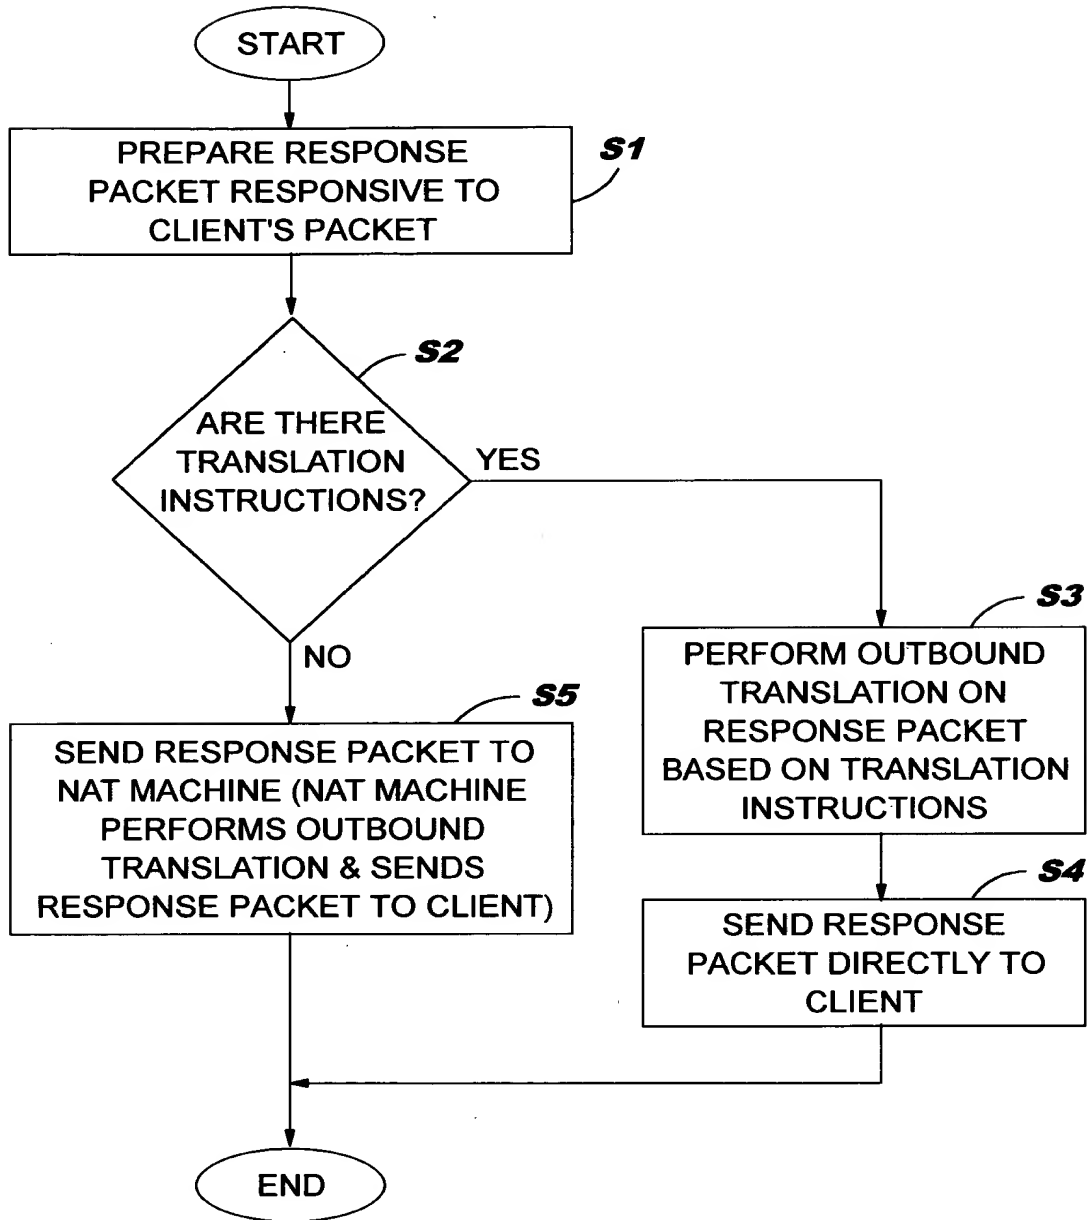 START
PREPARE RESPONSE
PACKET RESPONSIVE TO
CLIENT'S PACKET
S1
S2
ARE THERE
TRANSLATION
INSTRUCTIONS?
YES
NO
S3
PERFORM OUTBOUND
TRANSLATION ON
RESPONSE PACKET
BASED ON TRANSLATION
INSTRUCTIONS
S5
SEND RESPONSE PACKET TO
NAT MACHINE (NAT MACHINE
PERFORMS OUTBOUND
TRANSLATION & SENDS
RESPONSE PACKET TO CLIENT)
S4
SEND RESPONSE
PACKET DIRECTLY TO
CLIENT
END